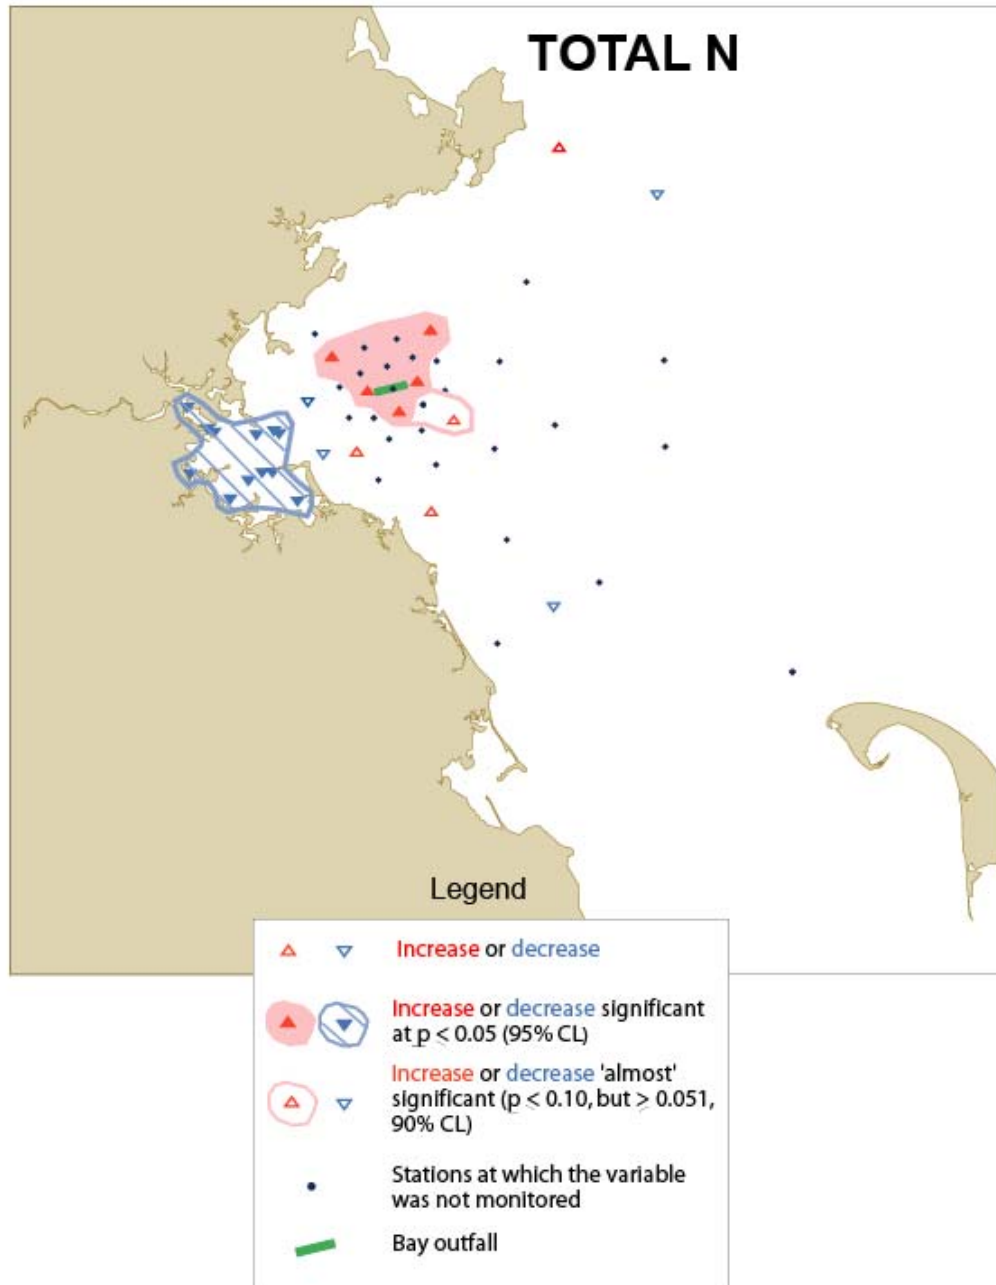 TOTAL N
Legend
Increase or decrease
Increase or decrease significant
at p < 0.05 (95% CL)
Increase or decrease 'almost'
significant (p < 0.10, but > 0.051,
90% CL)
Stations at which the variable
was not monitored
Bay outfall